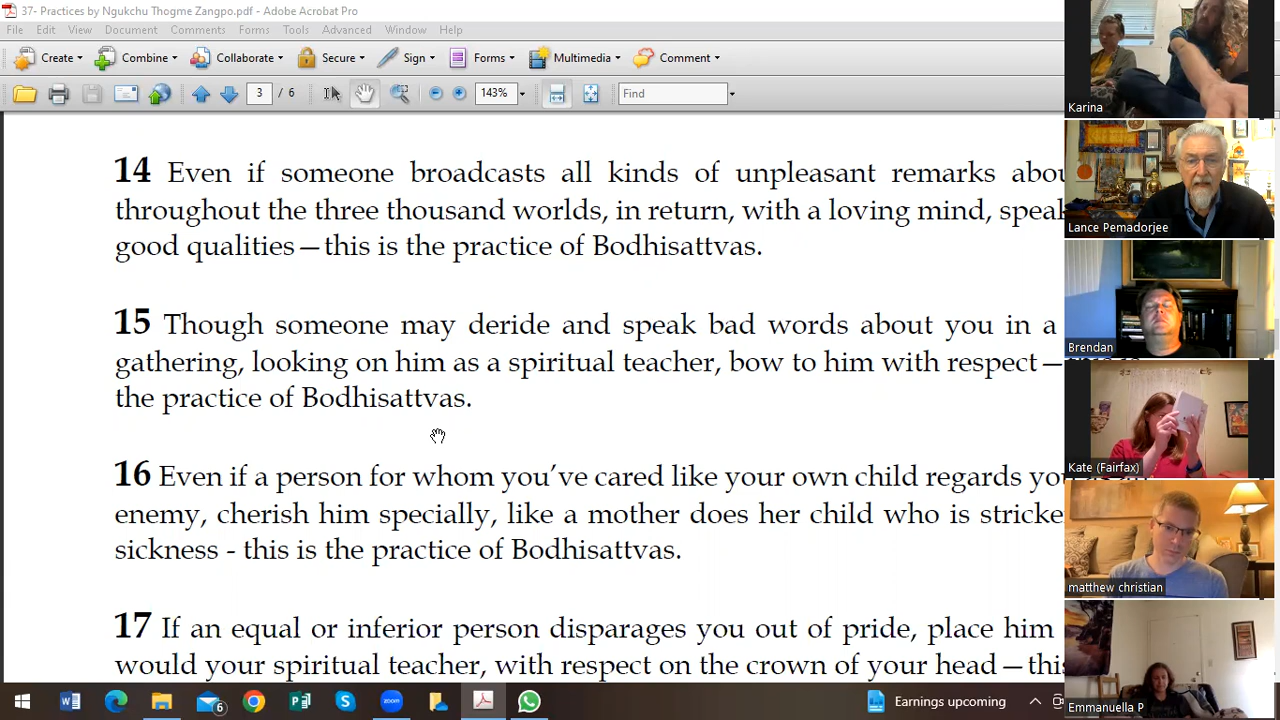 37- Practices by Ngukchu Thogme Zangpo.pdf - Adobe Acrobat Pro
File Edit View Document Comments Forms Tools Advanced Window Help
Create Combine Collaborate Secure Sign Forms Multimedia Comment
3 / 6 143% Find
14 Even if someone broadcasts all kinds of unpleasant remarks
throughout the three thousand worlds, in return, with a loving mind,
good qualities—this is the practice of Bodhisattvas.
15 Though someone may deride and speak bad words about you in a
gathering, looking on him as a spiritual teacher, bow to him with respect—
the practice of Bodhisattvas.
16 Even if a person for whom you’ve cared like your own child regards
enemy, cherish him specially, like a mother does her child who is
sickness - this is the practice of Bodhisattvas.
17 If an equal or inferior person disparages you out of pride, place him
would your spiritual teacher, with respect on the crown of your head—
Karina
Lance Pemadorjee
Brendan
Kate (Fairfax)
matthew christian
Emmanuella P
6 zoom Earnings upcoming